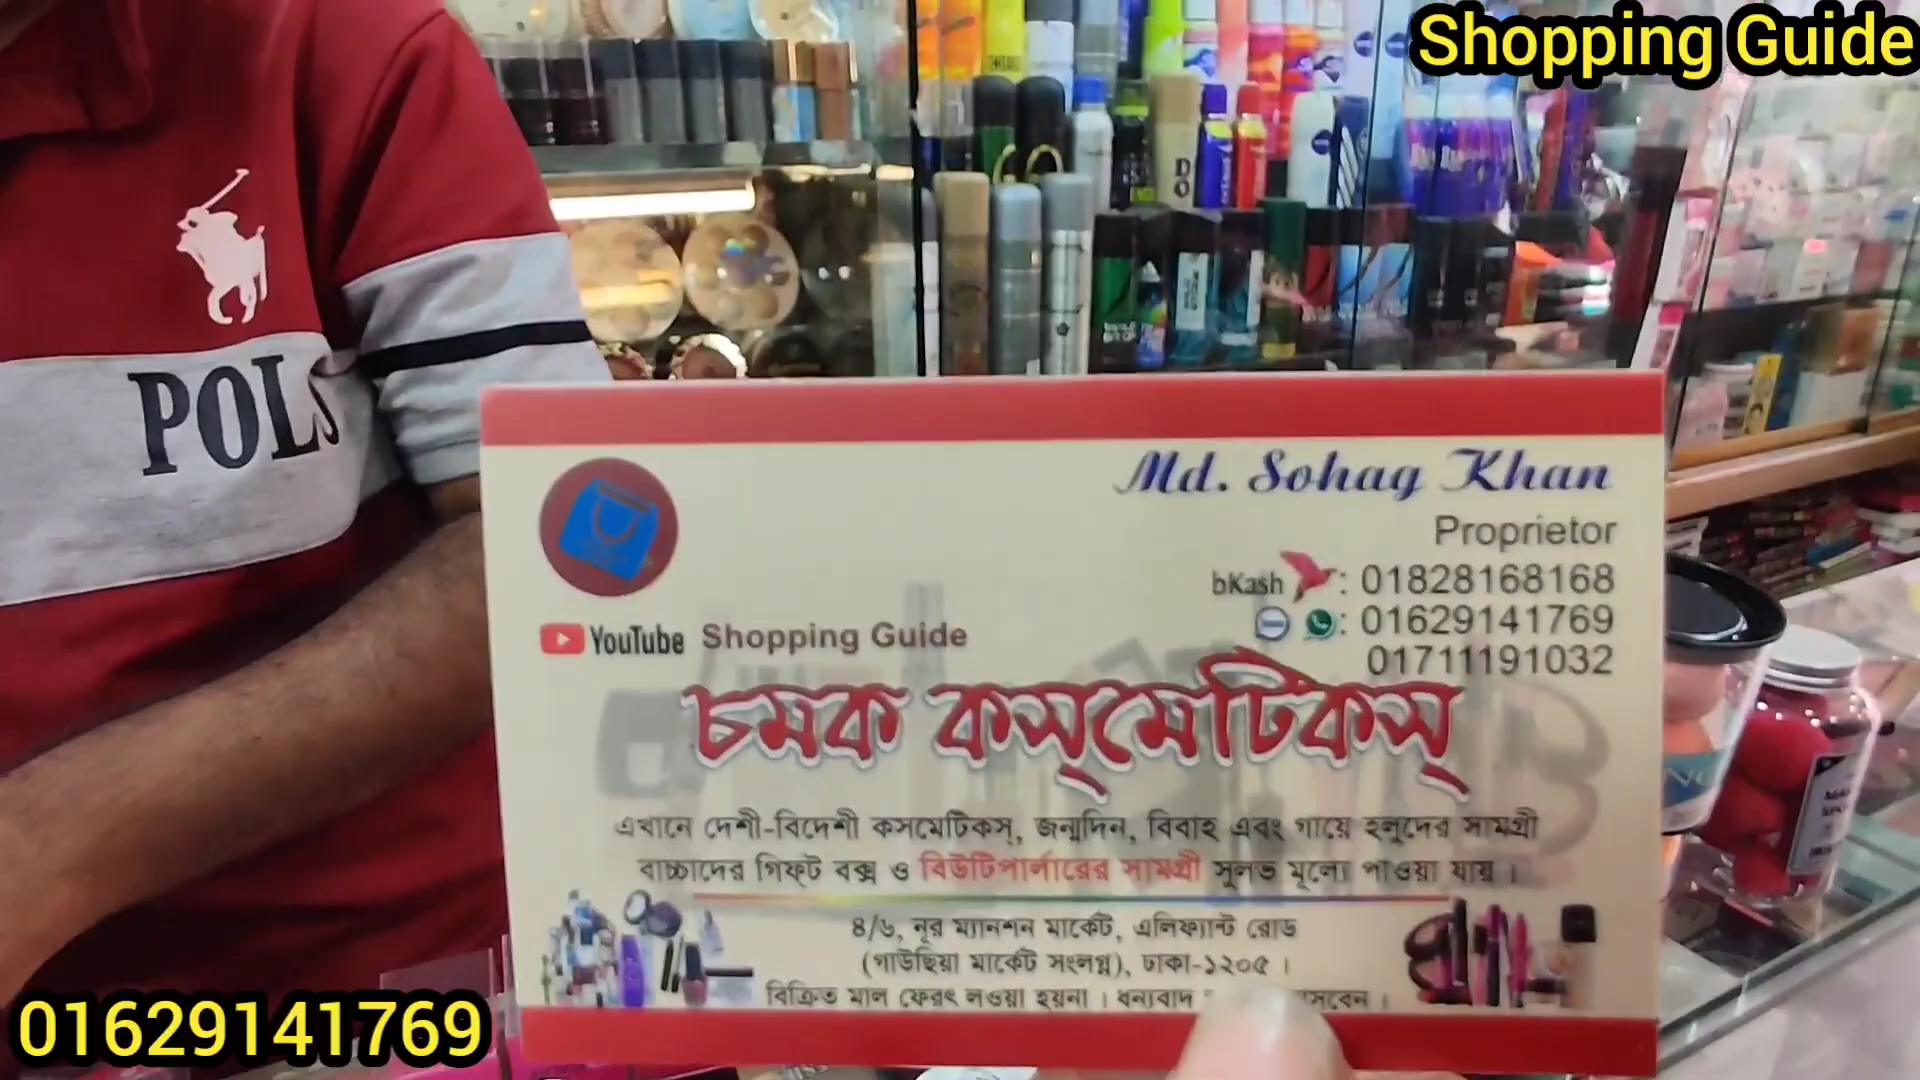 Shopping Guide
POLS
Md. Sohag Khan
Proprietor
bKash : 01828168168
: 01629141769
01711191032
YouTube Shopping Guide
চমক কস্মেটিকস্
এখানে দেশী-বিদেশী কসমেটিকস্, জন্মদিন, বিবাহ এবং গায়ে হলুদের সামগ্রী
বাচ্চাদের গিফ্ট বক্স ও বিউটিপার্লারের সামগ্রী সুলভ মূল্যে পাওয়া যায় ।
৪/৬, নূর ম্যানশন মার্কেট, এলিফ্যান্ট রোড
(গাউছিয়া মার্কেট সংলগ্ন), ঢাকা-১২০৫ ।
বিক্রিত মাল ফেরৎ লওয়া হয়না । ধন্যবাদ
01629141769